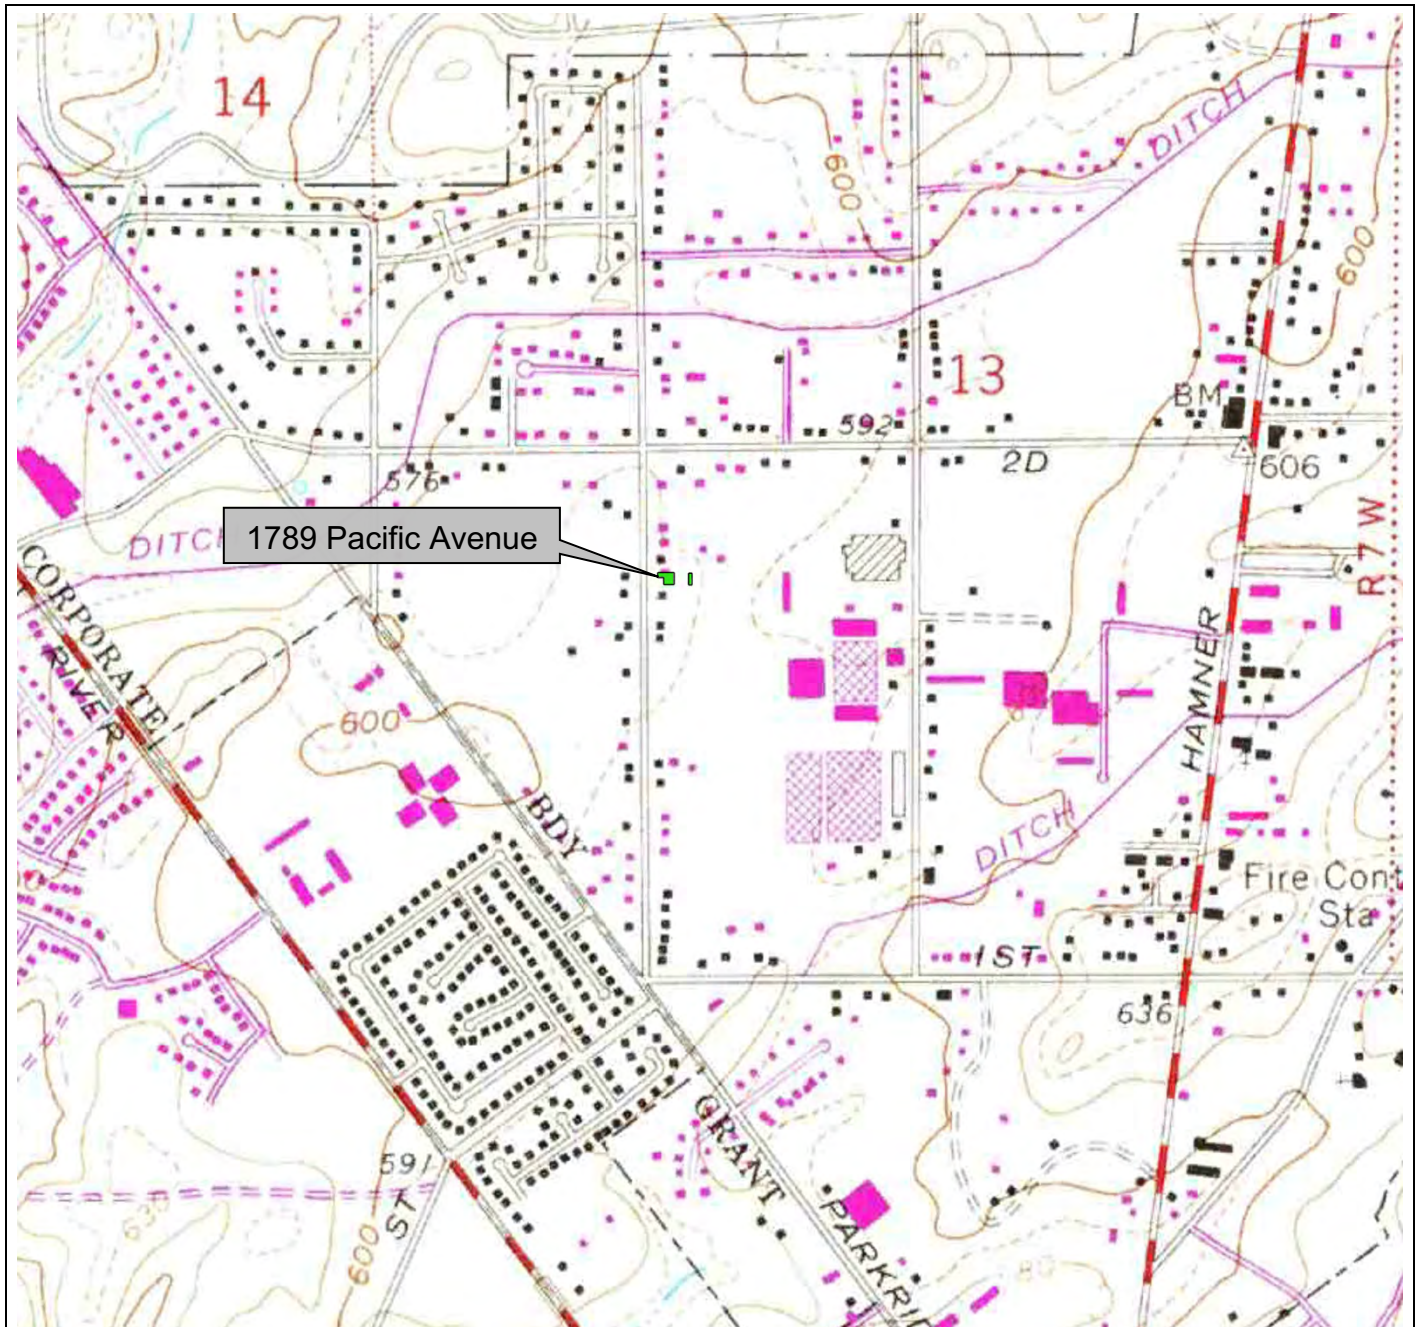 14
DITCH
600
600
13
BM
592
2D
606
576
R 7 W
1789 Pacific Avenue
DITCH
CORPORATE
RIVER
HAMNER
600
BDY
DITCH
Fire Cont
Sta
1ST
636
GRANT
591
ST
PARKRI
630
600